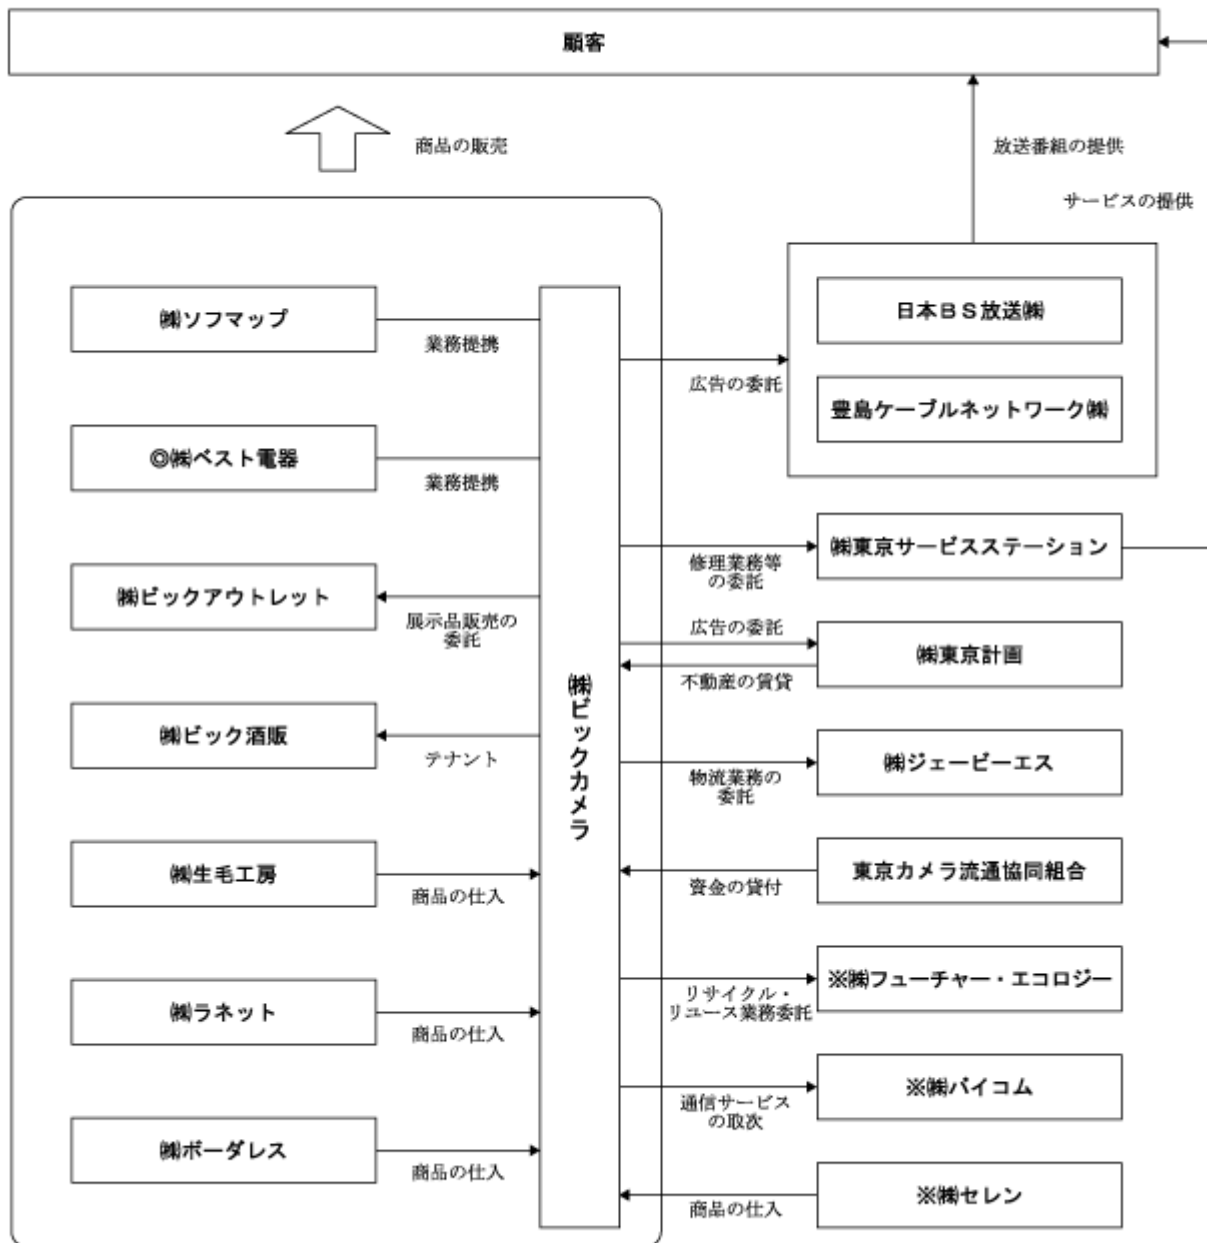 顧客
商品の販売
放送番組の提供
サービスの提供
㈱ソフマップ
業務提携
◎㈱ベスト電器
業務提携
㈱ビックアウトレット
展示品販売の
委託
㈱ビック酒販
テナント
㈱生毛工房
商品の仕入
㈱ラネット
商品の仕入
㈱ボーダレス
商品の仕入
㈱ビックカメラ
広告の委託
日本BS放送㈱
豊島ケーブルネットワーク㈱
修理業務等
の委託
㈱東京サービスステーション
広告の委託
不動産の賃貸
㈱東京計画
物流業務の
委託
㈱ジェービーエス
資金の貸付
東京カメラ流通協同組合
リサイクル・
リユース業務委託
※㈱フューチャー・エコロジー
通信サービス
の取次
※㈱バイコム
商品の仕入
※㈱セレン